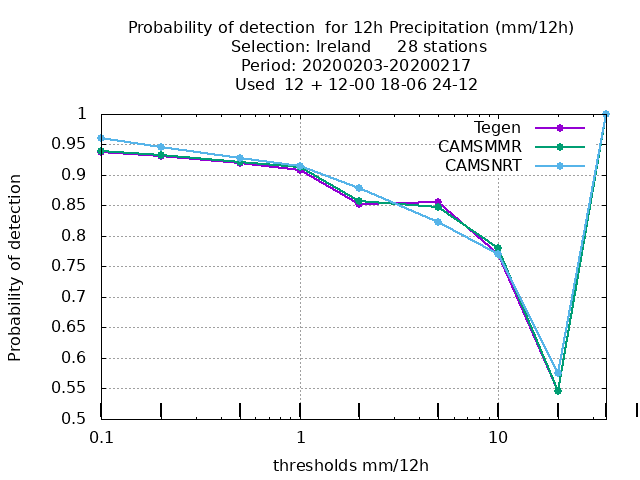 Probability of detection  for 12h Precipitation (mm/12h)
Selection: Ireland     28 stations
Period: 20200203-20200217
Used  12 + 12-00 18-06 24-12
Tegen
CAMSMMR
CAMSNRT
Probability of detection
1
0.95
0.9
0.85
0.8
0.75
0.7
0.65
0.6
0.55
0.5
0.1
1
10
thresholds mm/12h